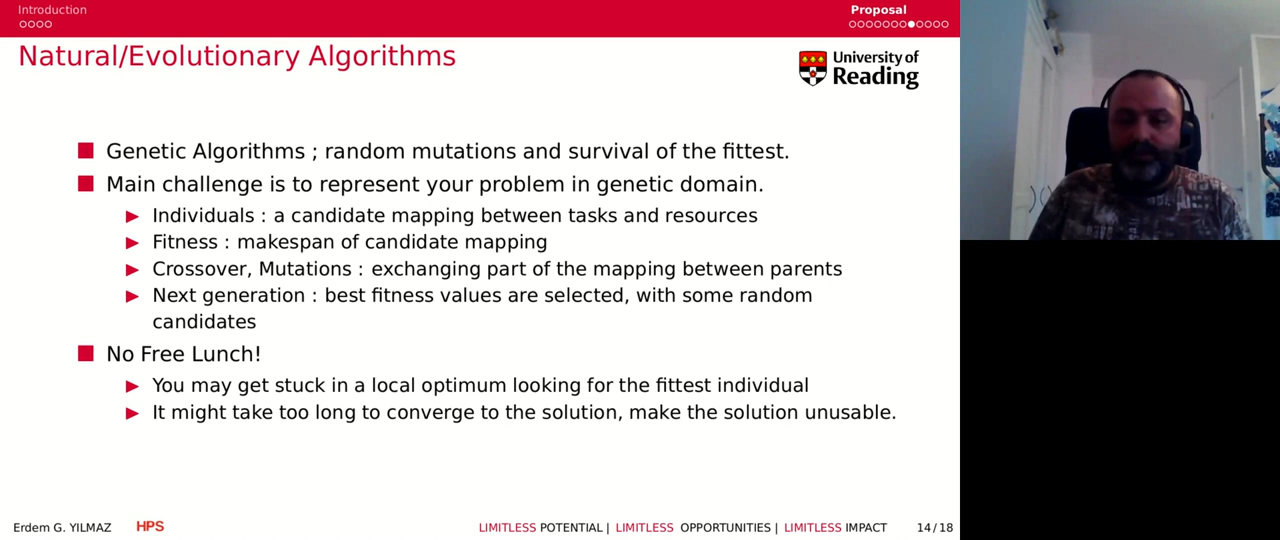 Introduction
Proposal
Natural/Evolutionary Algorithms
University of
Reading
Genetic Algorithms ; random mutations and survival of the fittest.
Main challenge is to represent your problem in genetic domain.
Individuals : a candidate mapping between tasks and resources
Fitness : makespan of candidate mapping
Crossover, Mutations : exchanging part of the mapping between parents
Next generation : best fitness values are selected, with some random
candidates
No Free Lunch!
You may get stuck in a local optimum looking for the fittest individual
It might take too long to converge to the solution, make the solution unusable.
Erdem G. YILMAZ HPS LIMITLESS POTENTIAL | LIMITLESS OPPORTUNITIES | LIMITLESS IMPACT 14/18